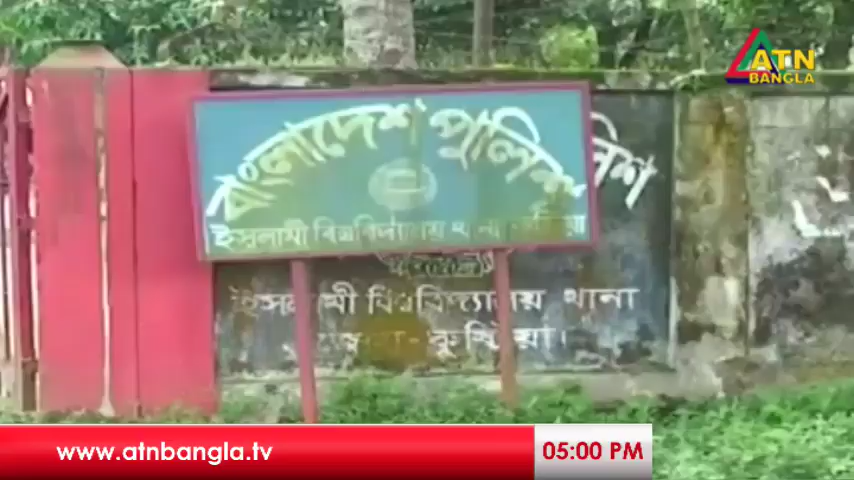 ATN
BANGLA
বাংলাদেশ পুলিশ
ইসলামী বিশ্ববিদ্যালয় থানা
ইসলামী বিশ্ববিদ্যালয় থানা
কুষ্টিয়া।
www.atnbangla.tv
05:00 PM